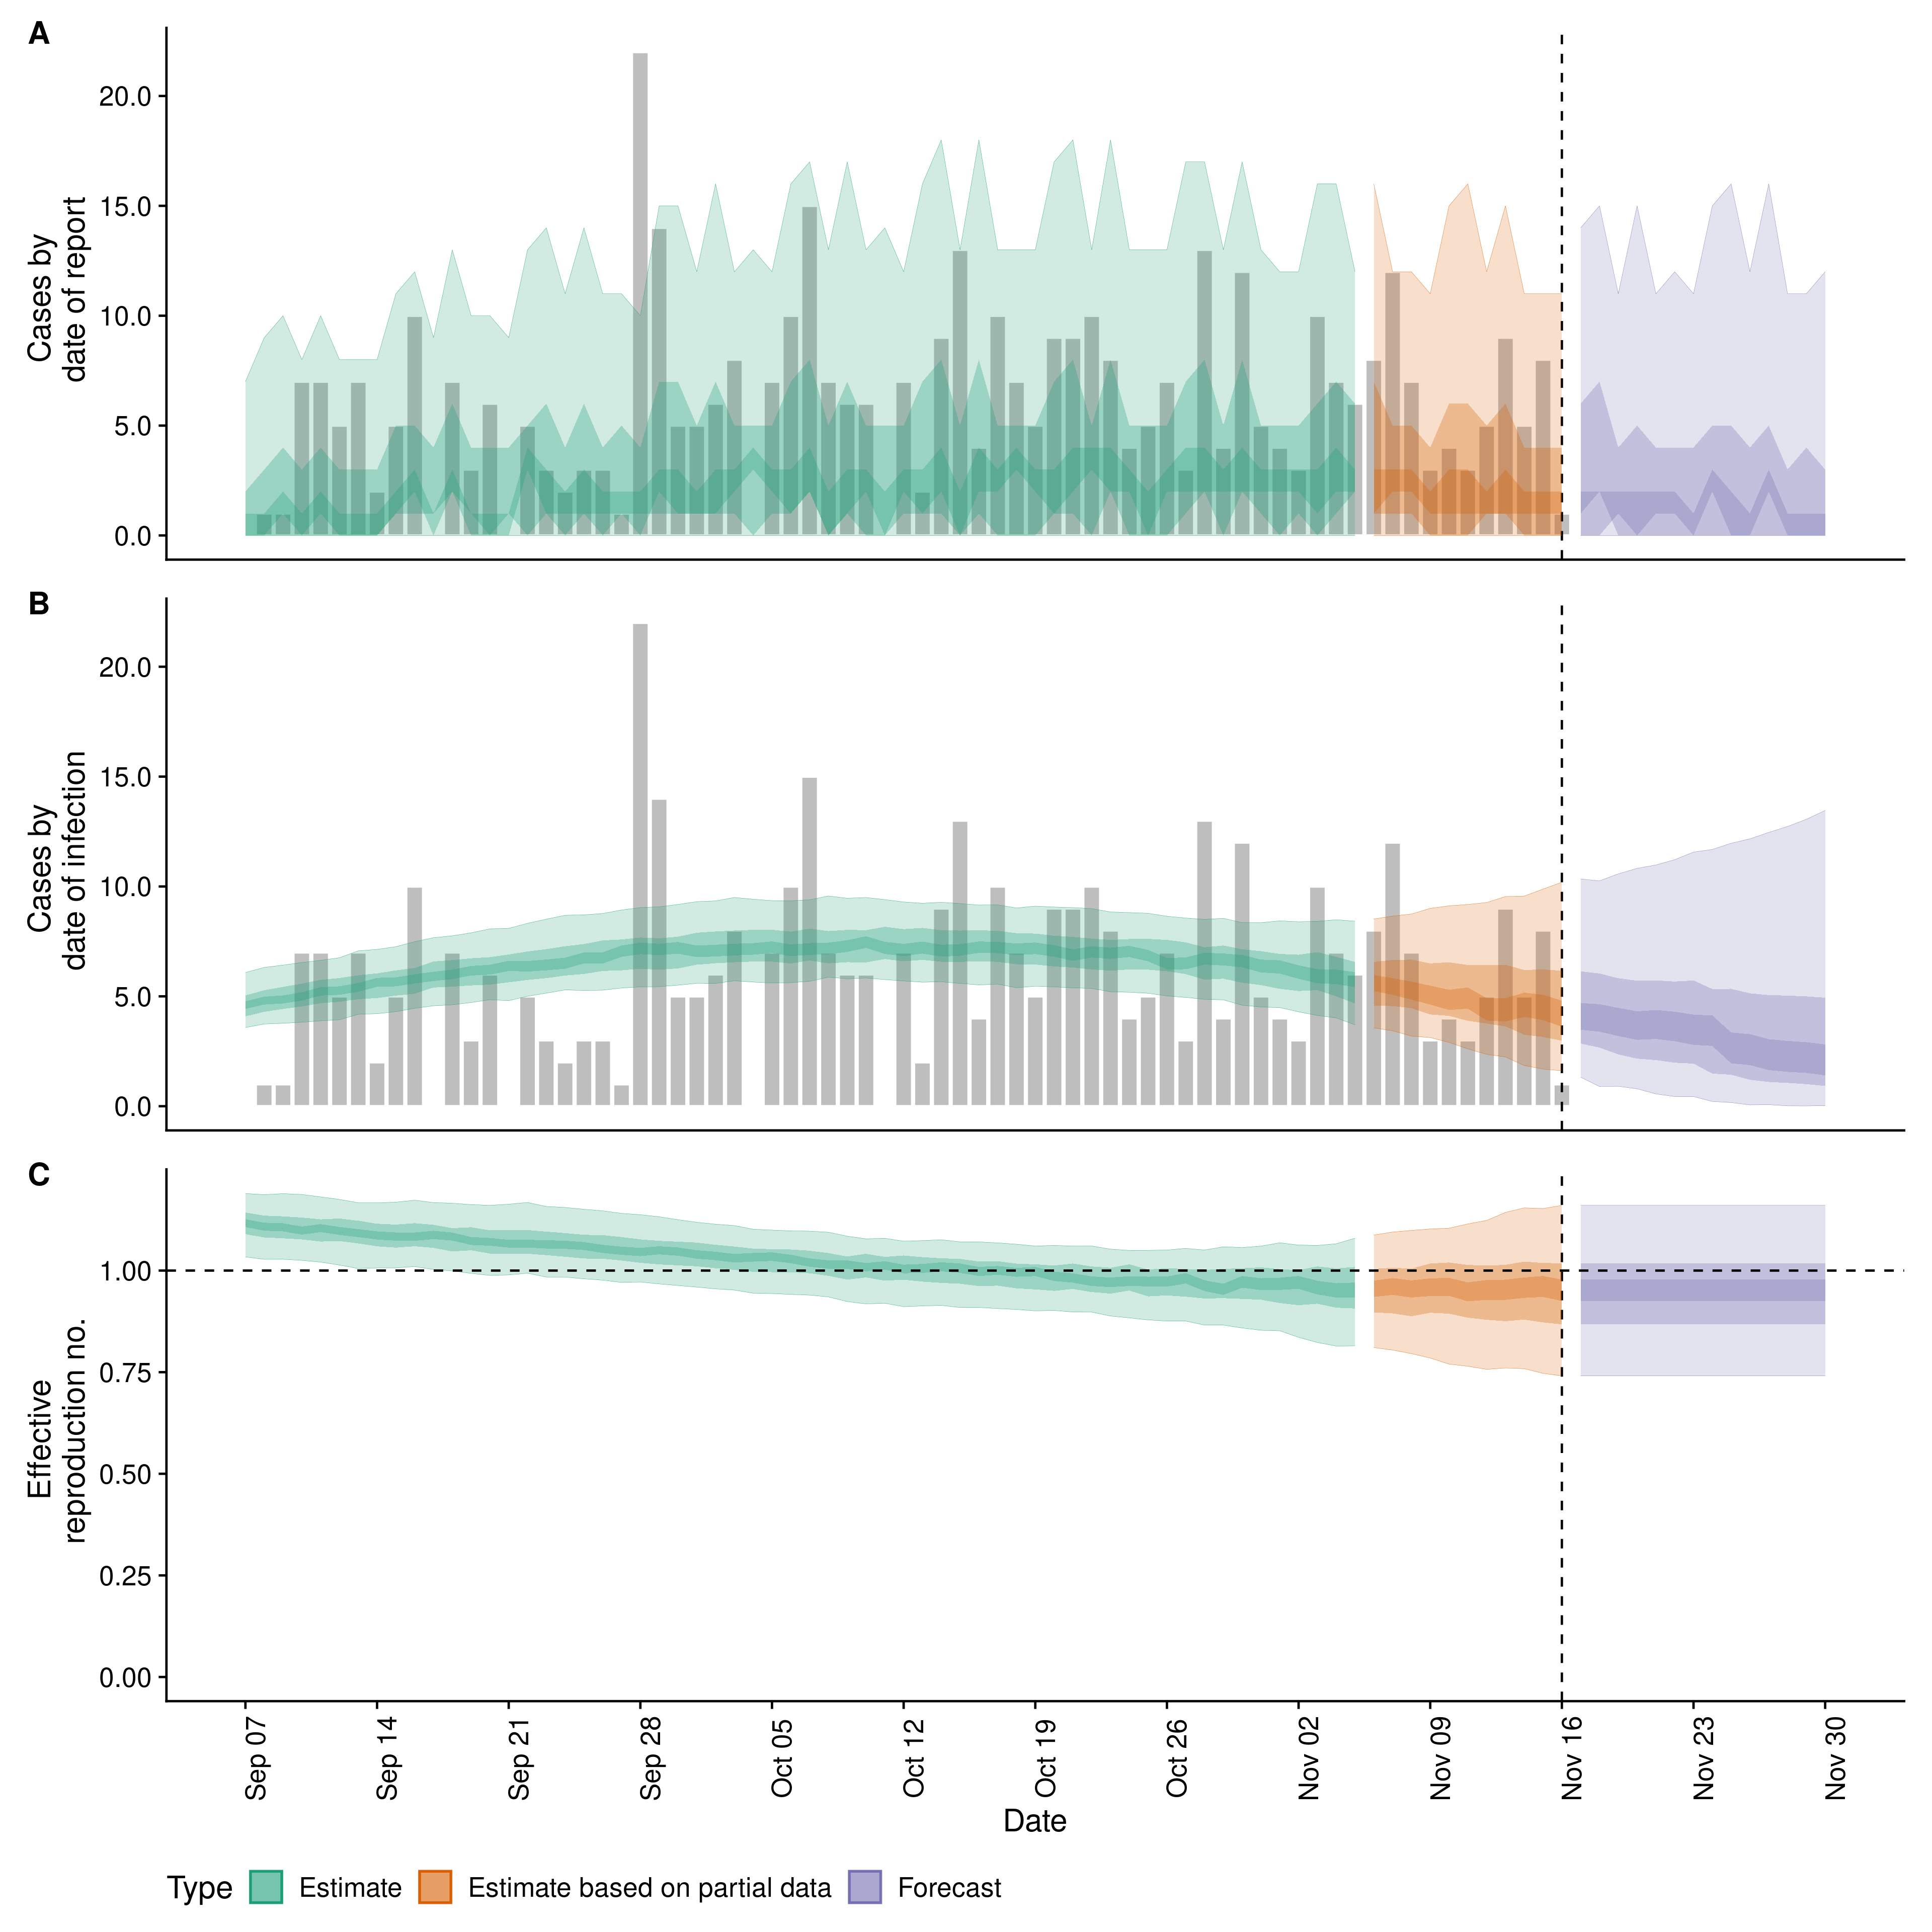 A
Cases by
date of report
20.0
15.0
10.0
5.0
0.0
B
Cases by
date of infection
20.0
15.0
10.0
5.0
0.0
C
Effective
reproduction no.
1.00
0.75
0.50
0.25
0.00
Sep 07
Sep 14
Sep 21
Sep 28
Oct 05
Oct 12
Oct 19
Oct 26
Nov 02
Nov 09
Nov 16
Nov 23
Nov 30
Date
Type Estimate Estimate based on partial data Forecast